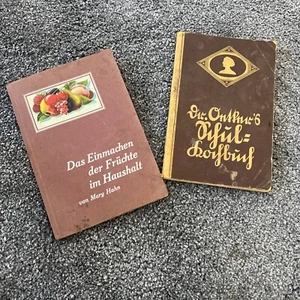 Das Einmachen
der Früchte
im Haushalt
von Mary Hahn
Dr. Oetker's
Schul=
Kochbuch